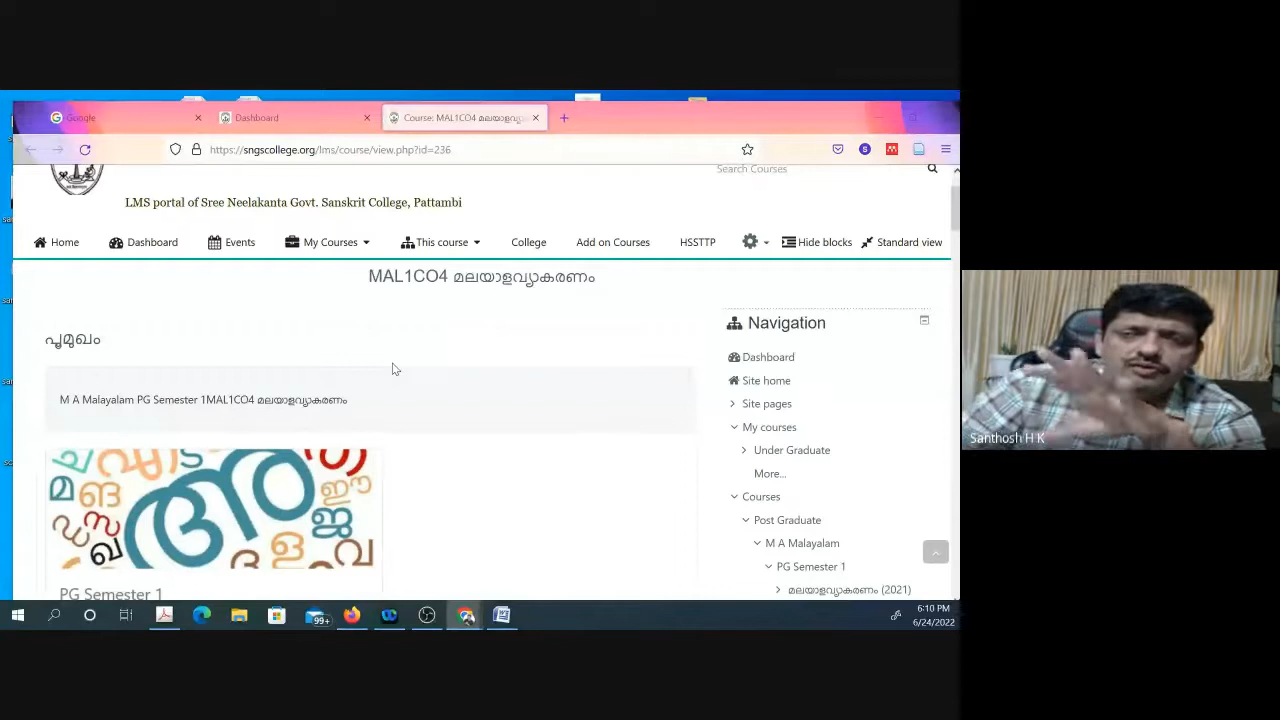 Google
Dashboard
Course: MAL1CO4 മലയാളവ്യാ
https://sngscollege.org/lms/course/view.php?id=236
Search Courses
LMS portal of Sree Neelakanta Govt. Sanskrit College, Pattambi
Home Dashboard Events My Courses This course College Add on Courses HSSTTP Hide blocks Standard view
MAL1CO4 മലയാളവ്യാകരണം
പൂമുഖം
M A Malayalam PG Semester 1MAL1CO4 മലയാളവ്യാകരണം
അ
ഈ
ങ
മ
ജ
ള
ഖ
വ
PG Semester 1
Navigation
Dashboard
Site home
Site pages
My courses
Under Graduate
More...
Courses
Post Graduate
M A Malayalam
PG Semester 1
മലയാളവ്യാകരണം (2021)
Santhosh H K
99+
6:10 PM
6/24/2022